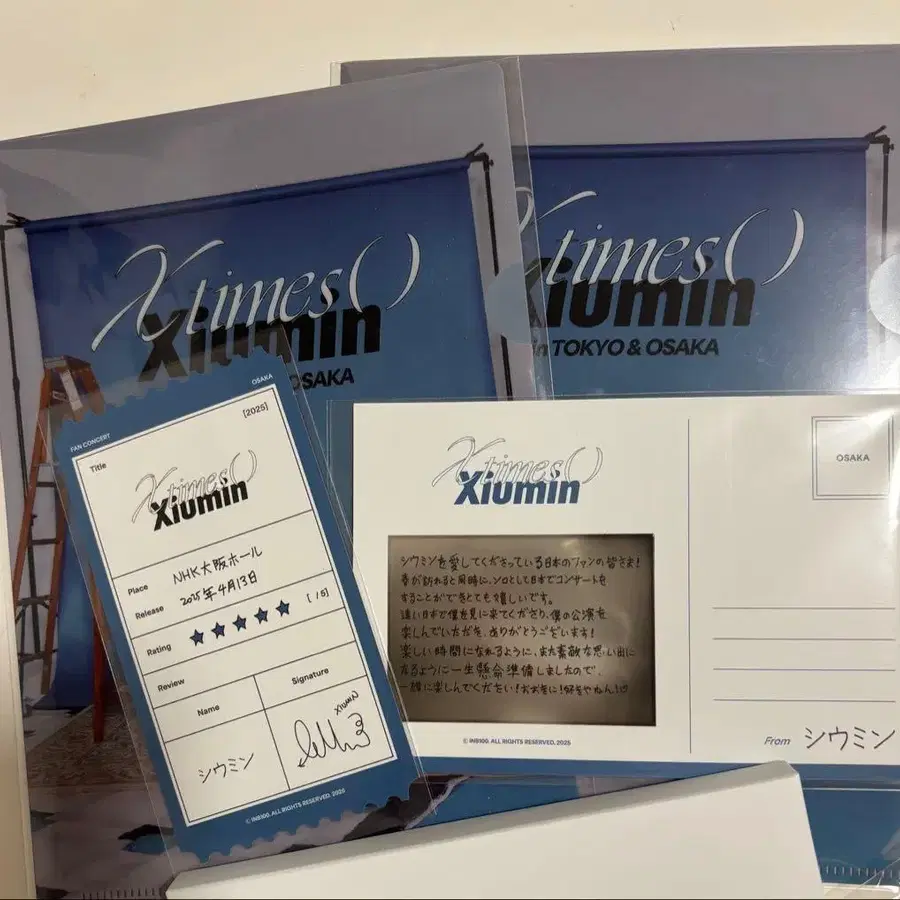 X times ( )
Xiumin
OSAKA
X times ( )
Xiumin
in TOKYO & OSAKA
FAN CONCERT
OSAKA
Title
[2025]
X times ( )
Xiumin
Place
NHK大阪ホール
Release
2025年4月13日
Rating
★★★★★
[ /5]
Review
Name
Signature
シウミン
XIUMIN
© INB100. ALL RIGHTS RESERVED. 2025
X times ( )
Xiumin
シウミンを愛してくださっている日本のファンの皆さま!
春が訪れると同時に、ソロとして日本でコンサートを
することができとても嬉しいです。
遠い日本で僕を見に来てくださり、僕の公演を
楽しんでいただき、ありがとうございます!
楽しい時間になれるように、また素敵な思い出に
なるように一生懸命準備しましたので、
一緒に楽しんでください!おおきに!好きやねん!♡
© INB100. ALL RIGHTS RESERVED. 2025
OSAKA
From シウミン